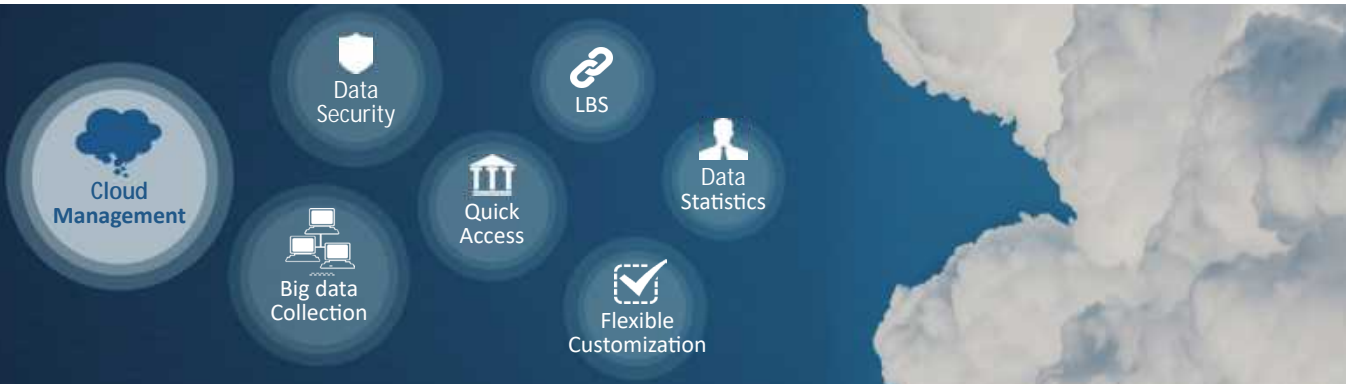 Cloud
Management
Data
Security
Big data
Collection
LBS
Quick
Access
Data
Statistics
Flexible
Customization